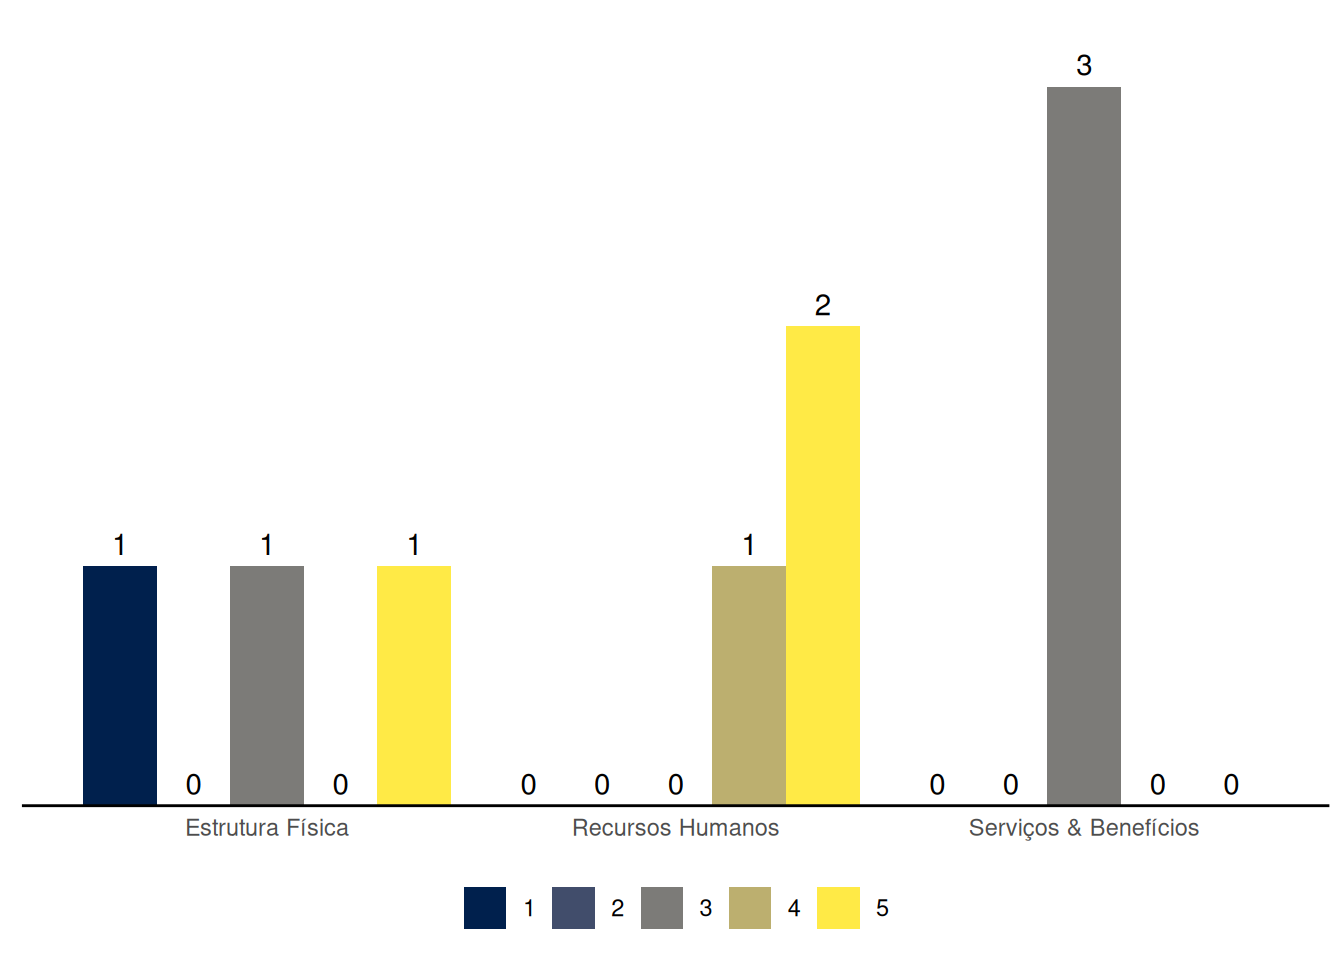 3
2
1 1 1 1
0 0 0 0 0 0 0 0 0
Estrutura Física Recursos Humanos Serviços & Benefícios
1 2 3 4 5